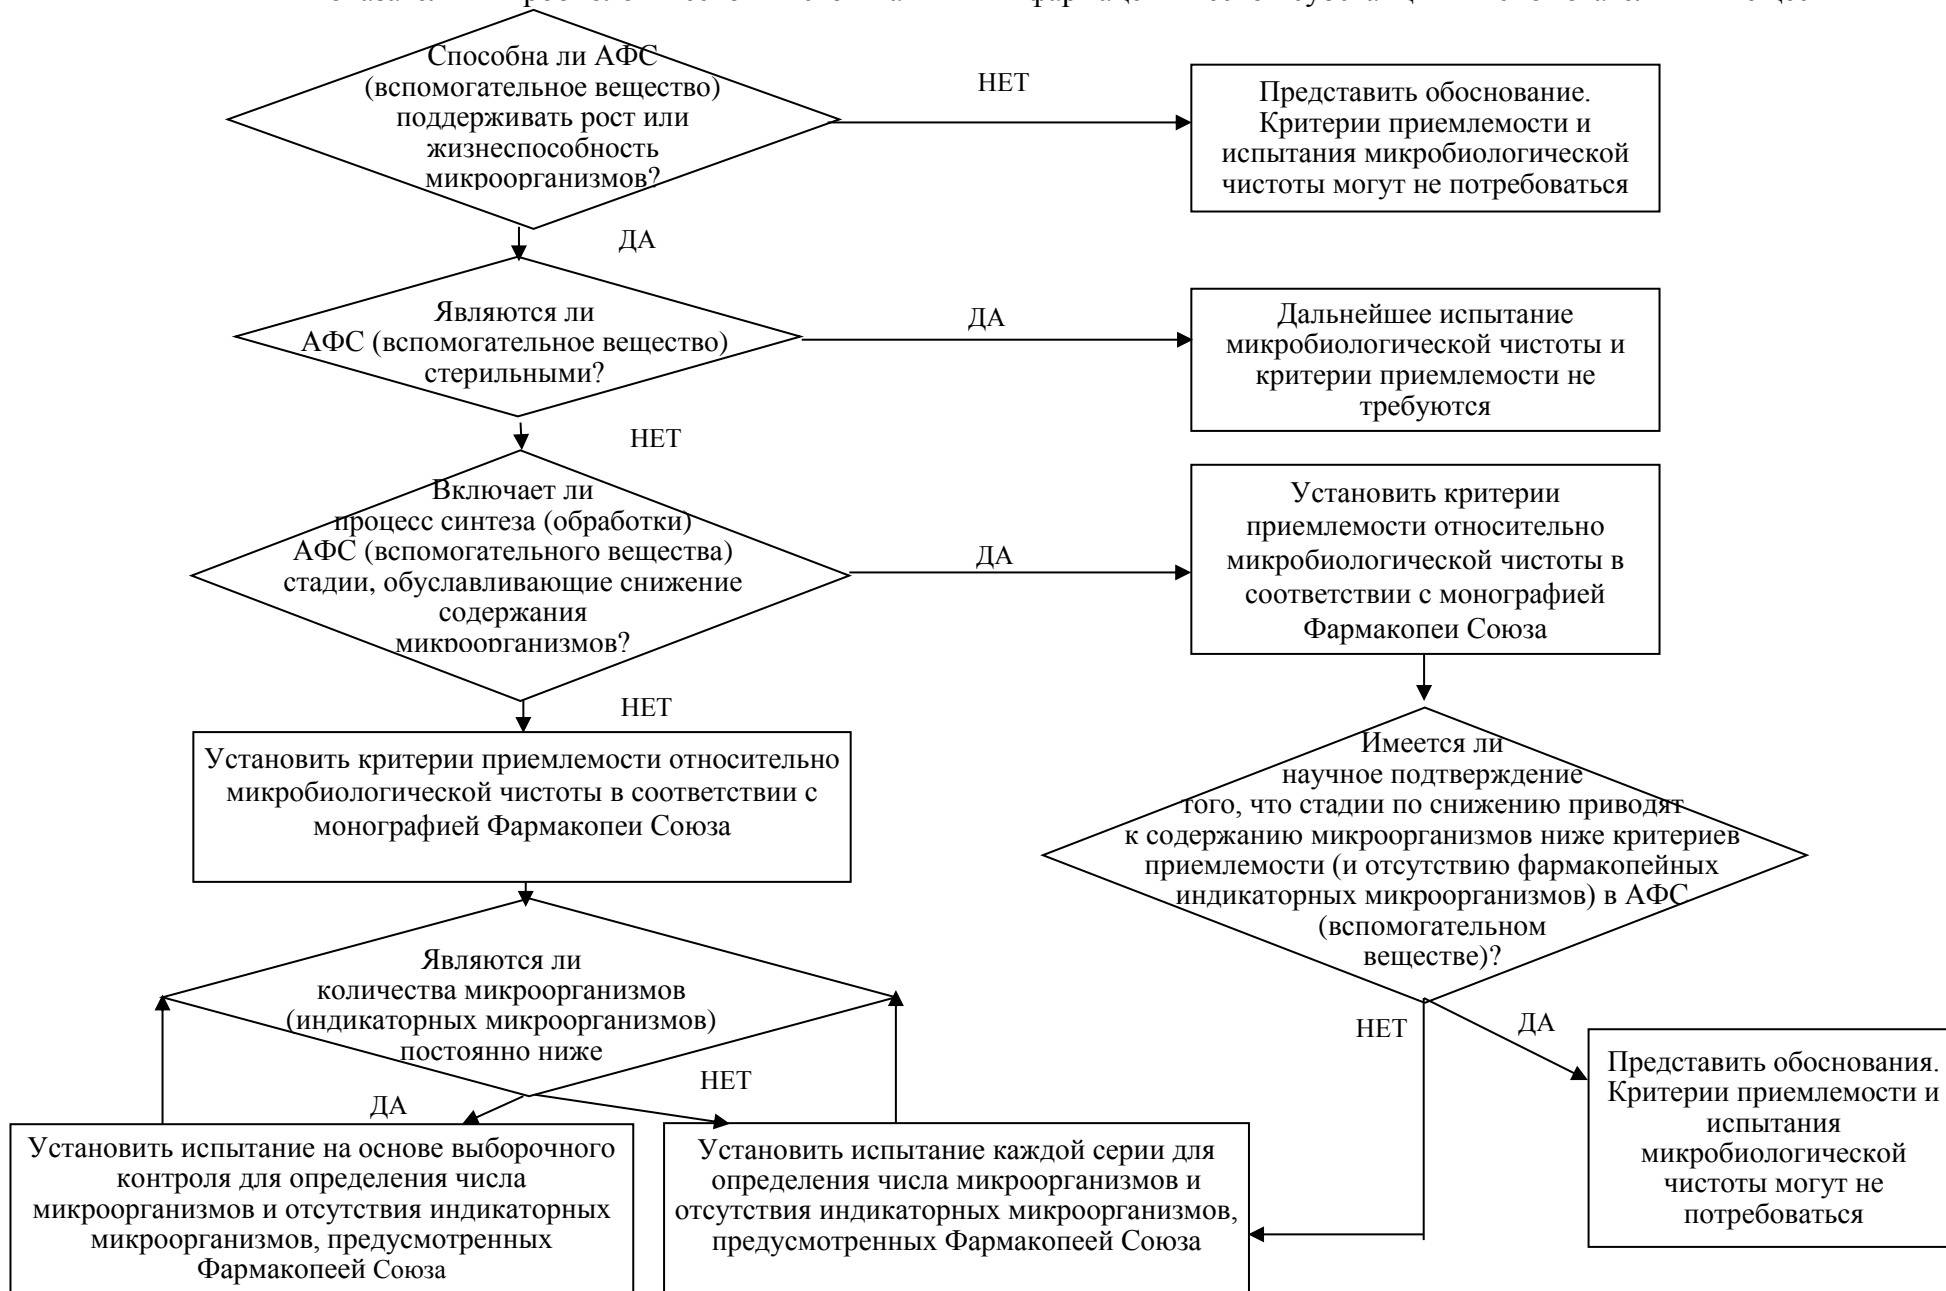 Способна ли АФС
(вспомогательное вещество)
поддерживать рост или
жизнеспособность
микроорганизмов?
НЕТ
Представить обоснование.
Критерии приемлемости и
испытания микробиологической
чистоты могут не потребоваться
ДА
Являются ли
АФС (вспомогательное вещество)
стерильными?
ДА
Дальнейшее испытание
микробиологической чистоты и
критерии приемлемости не
требуются
НЕТ
Включает ли
процесс синтеза (обработки)
АФС (вспомогательного вещества)
стадии, обуславливающие снижение
содержания
микроорганизмов?
ДА
Установить критерии
приемлемости относительно
микробиологической чистоты в
соответствии с монографией
Фармакопеи Союза
НЕТ
Установить критерии приемлемости относительно
микробиологической чистоты в соответствии с
монографией Фармакопеи Союза
Имеется ли
научное подтверждение
того, что стадии по снижению приводят
к содержанию микроорганизмов ниже критериев
приемлемости (и отсутствию фармакопейных
индикаторных микроорганизмов) в АФС
(вспомогательном
веществе)?
Являются ли
количества микроорганизмов
(индикаторных микроорганизмов)
постоянно ниже
НЕТ
ДА
НЕТ
ДА
Установить испытание на основе выборочного
контроля для определения числа
микроорганизмов и отсутствия индикаторных
микроорганизмов, предусмотренных
Фармакопеей Союза
Установить испытание каждой серии для
определения числа микроорганизмов и
отсутствия индикаторных микроорганизмов,
предусмотренных Фармакопеей Союза
Представить обоснования.
Критерии приемлемости и
испытания
микробиологической
чистоты могут не
потребоваться